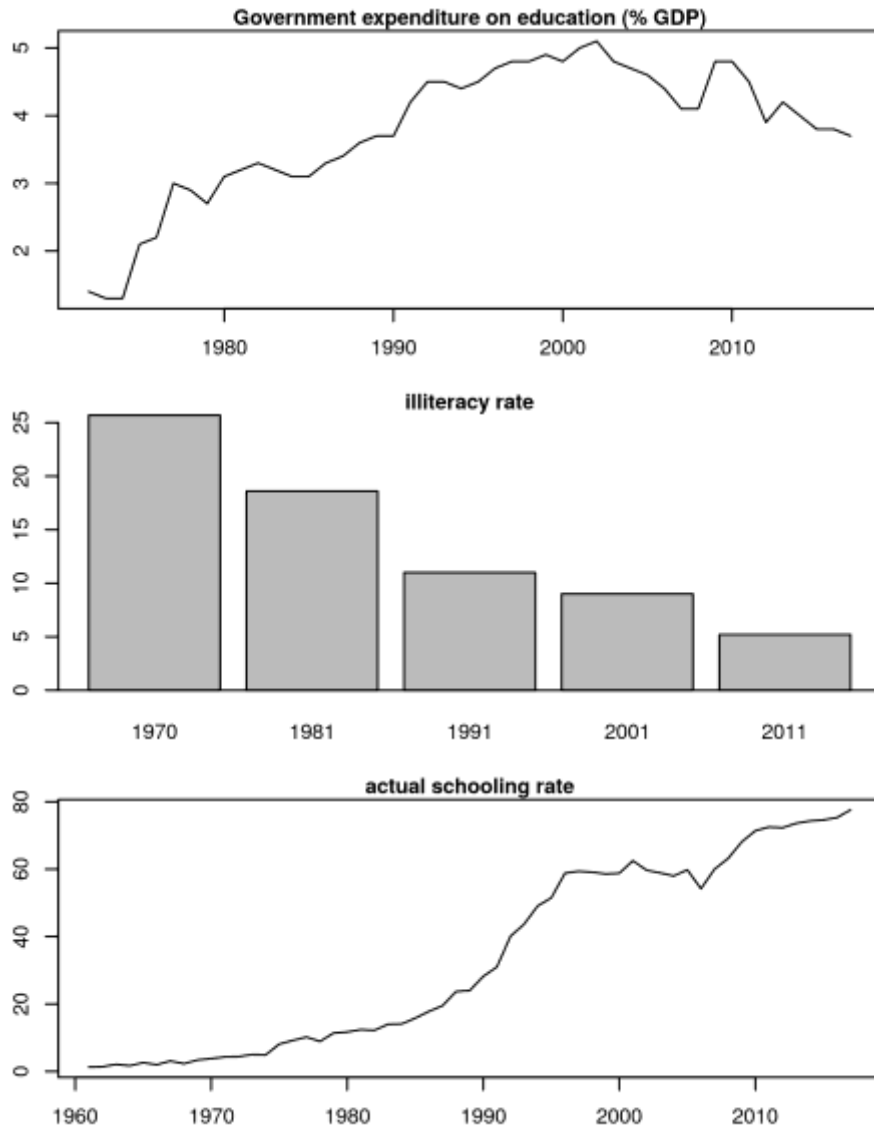 Government expenditure on education (% GDP)
5
4
3
2
1980 1990 2000 2010
illiteracy rate
25
20
15
10
5
0
1970 1981 1991 2001 2011
actual schooling rate
80
60
40
20
0
1960 1970 1980 1990 2000 2010